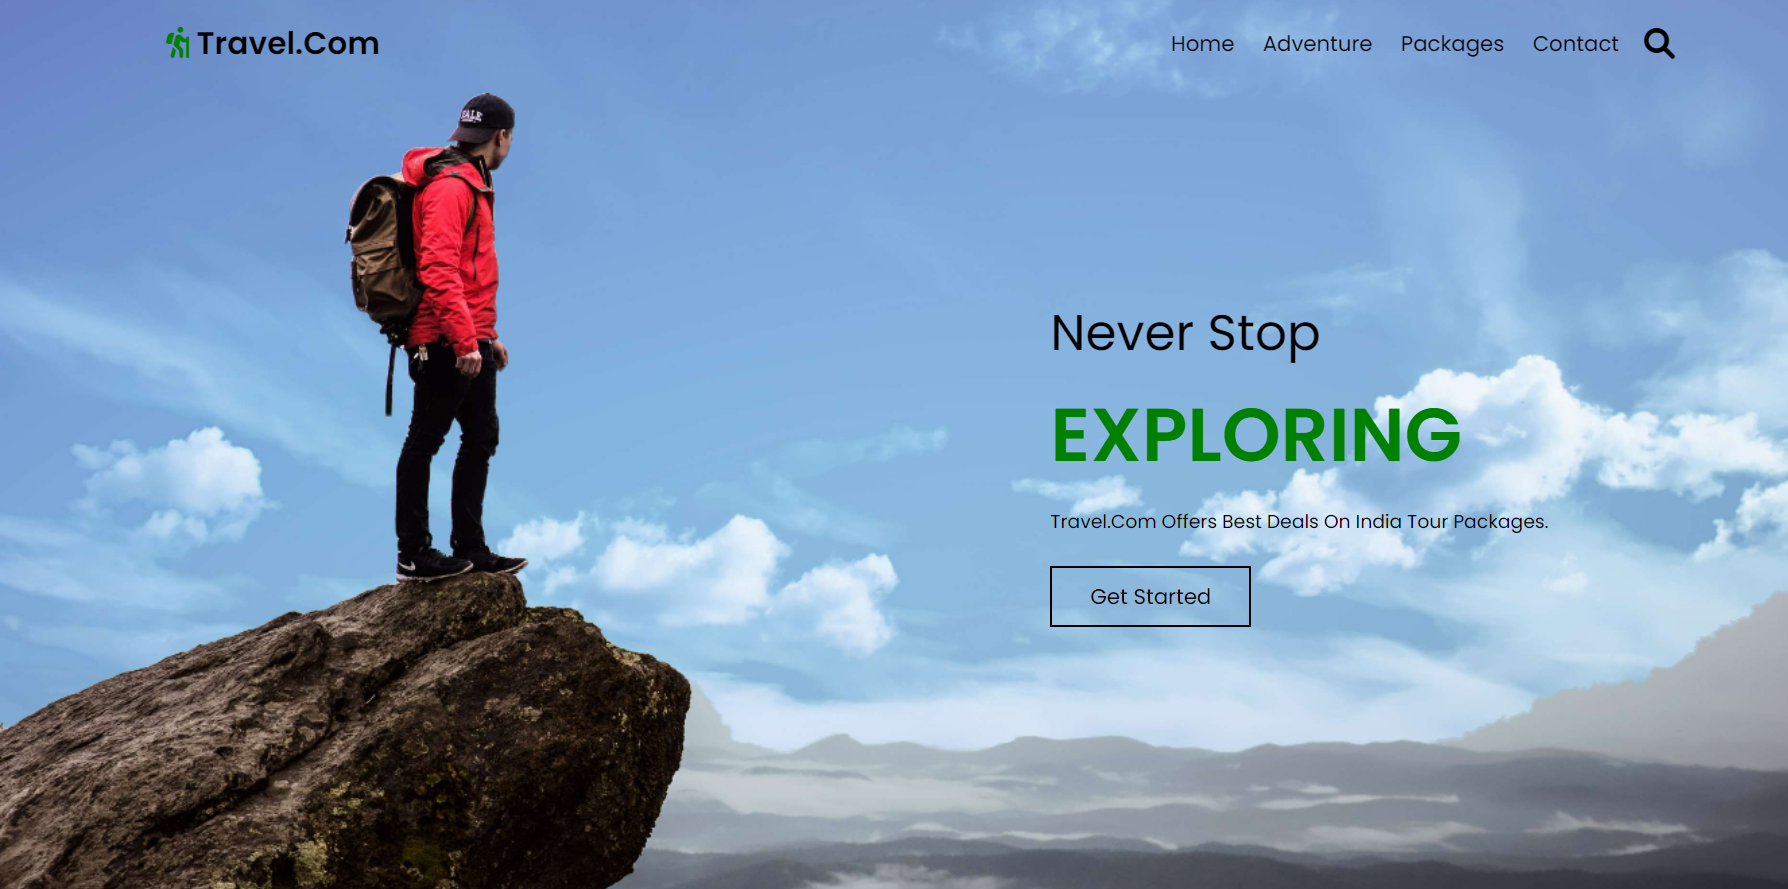 Travel.Com
Home Adventure Packages Contact
Never Stop
EXPLORING
Travel.Com Offers Best Deals On India Tour Packages.
Get Started